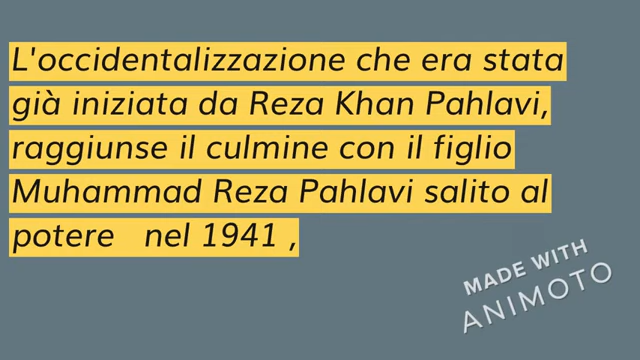 L'occidentalizzazione che era stata
già iniziata da Reza Khan Pahlavi,
raggiunse il culmine con il figlio
Muhammad Reza Pahlavi salito al
potere   nel 1941 ,
MADE WITH
ANIMOTO